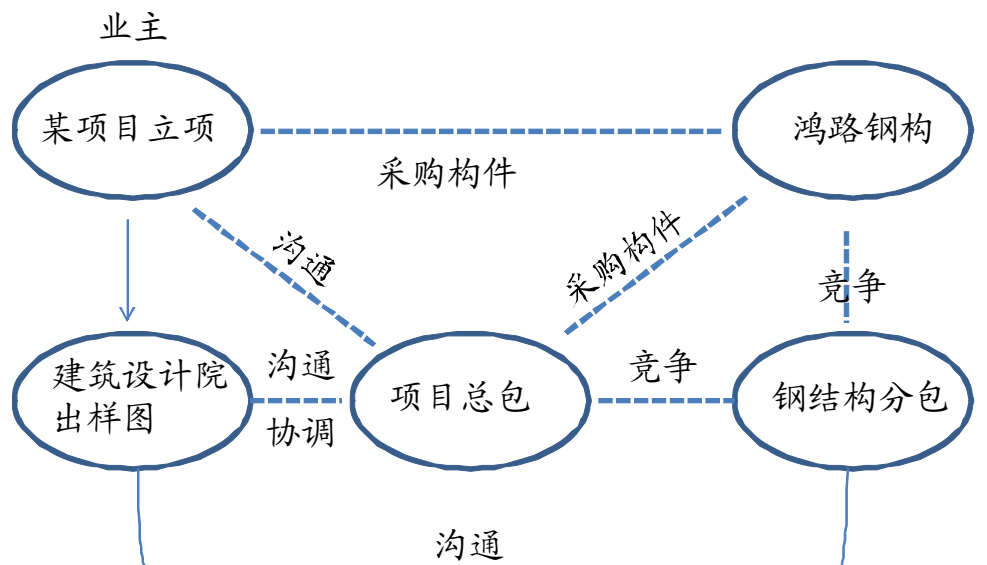 业主
某项目立项
鸿路钢构
采购构件
沟通
采购构件
竞争
建筑设计院
出样图
沟通
协调
项目总包
竞争
钢结构分包
沟通